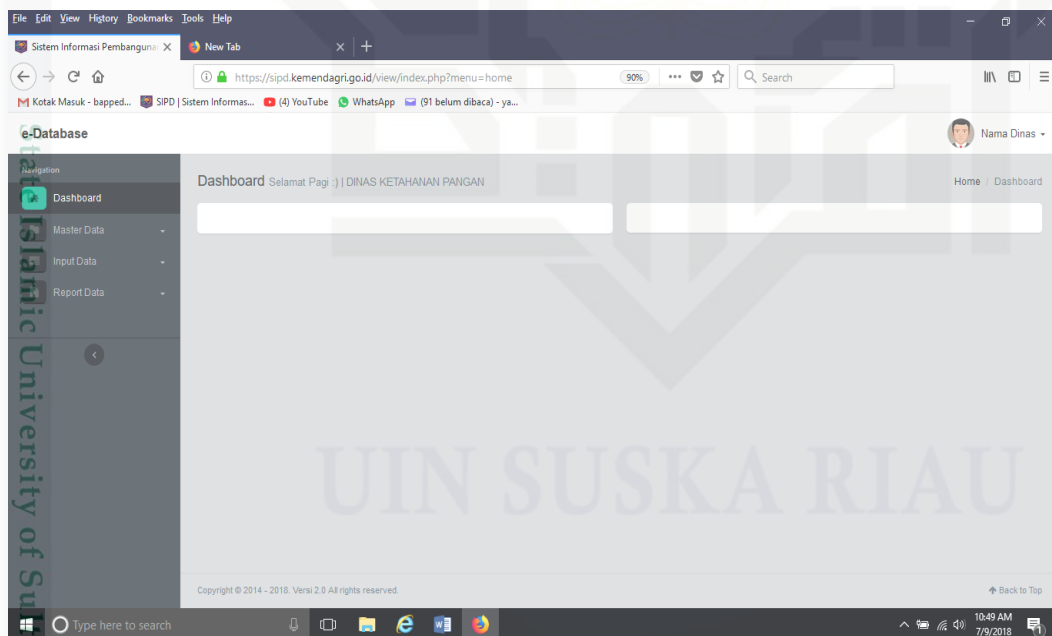 File Edit View History Bookmarks Tools Help
Sistem Informasi Pembanguna New Tab
https://sipd.kemendagri.go.id/view/index.php?menu=home 90% Search
Kotak Masuk - bapped... SIPD | Sistem Informas... (4) YouTube WhatsApp (91 belum dibaca) - ya...
e-Database Nama Dinas
Navigation
Dashboard Selamat Pagi :) | DINAS KETAHANAN PANGAN Home / Dashboard
Dashboard
Master Data
Input Data
Report Data
State Islamic University of Sul
UIN SUSKA RIAU
Copyright © 2014 - 2018. Versi 2.0 All rights reserved. Back to Top
Type here to search 10:49 AM
7/9/2018